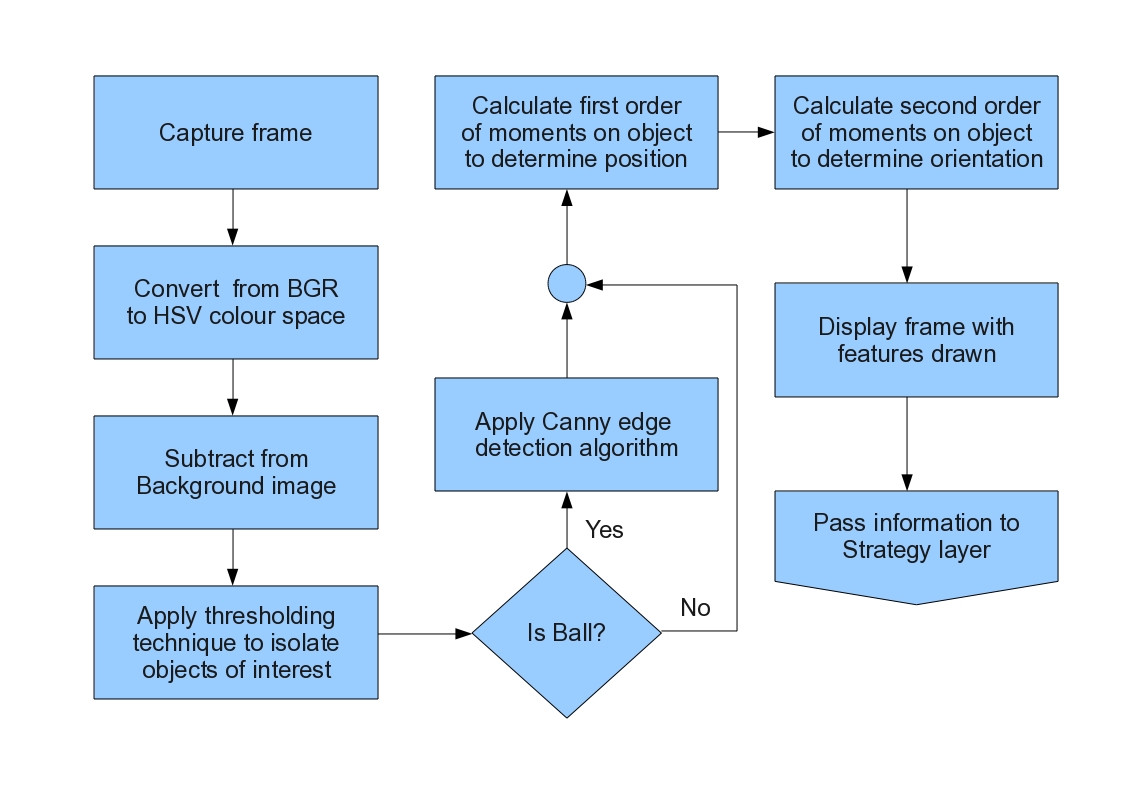 Capture frame
Convert  from BGR
to HSV colour space
Subtract from
Background image
Apply thresholding
technique to isolate
objects of interest
Is Ball?
Yes
No
Apply Canny edge
detection algorithm
Calculate first order
of moments on object
to determine position
Calculate second order
of moments on object
to determine orientation
Display frame with
features drawn
Pass information to
Strategy layer